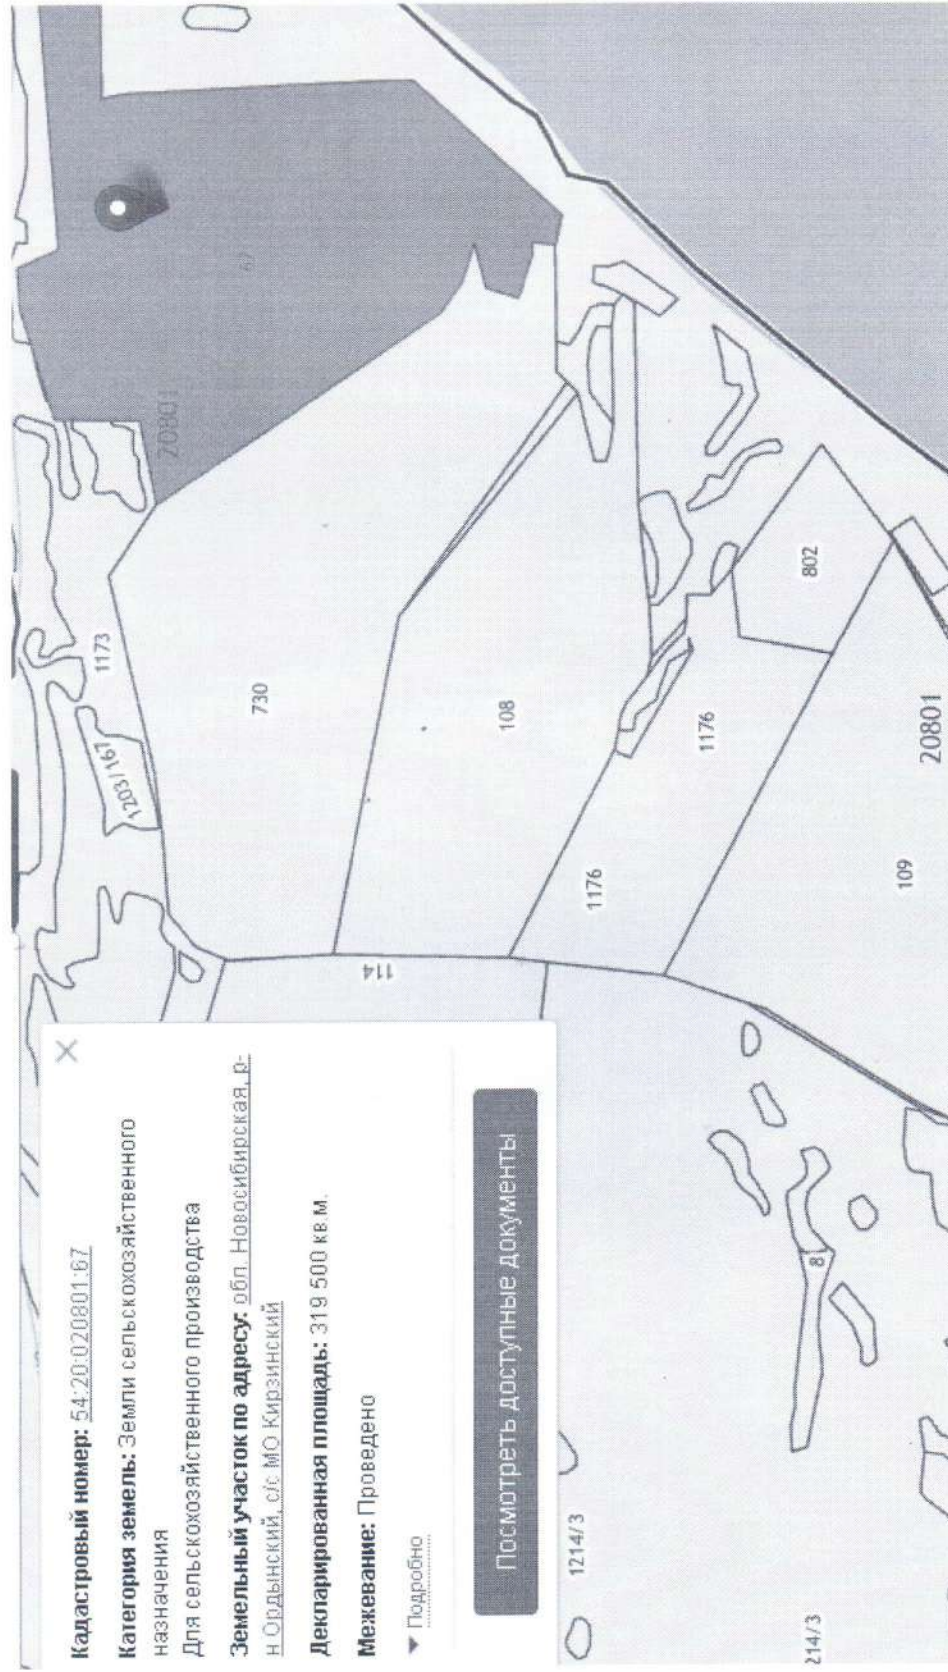 Кадастровый номер: 54:20:020801:67
Категория земель: Земли сельскохозяйственного
назначения
Для сельскохозяйственного производства
Земельный участок по адресу: обл. Новосибирская, р-
н Ордынский, с/с МО Кирзинский
Декларированная площадь: 319 500 кв.м.
Межевание: Проведено
▼ Подробно
Посмотреть доступные документы
67
20801
1173
1203/167
730
108
114
1176
1176
802
109
20801
8
1214/3
214/3